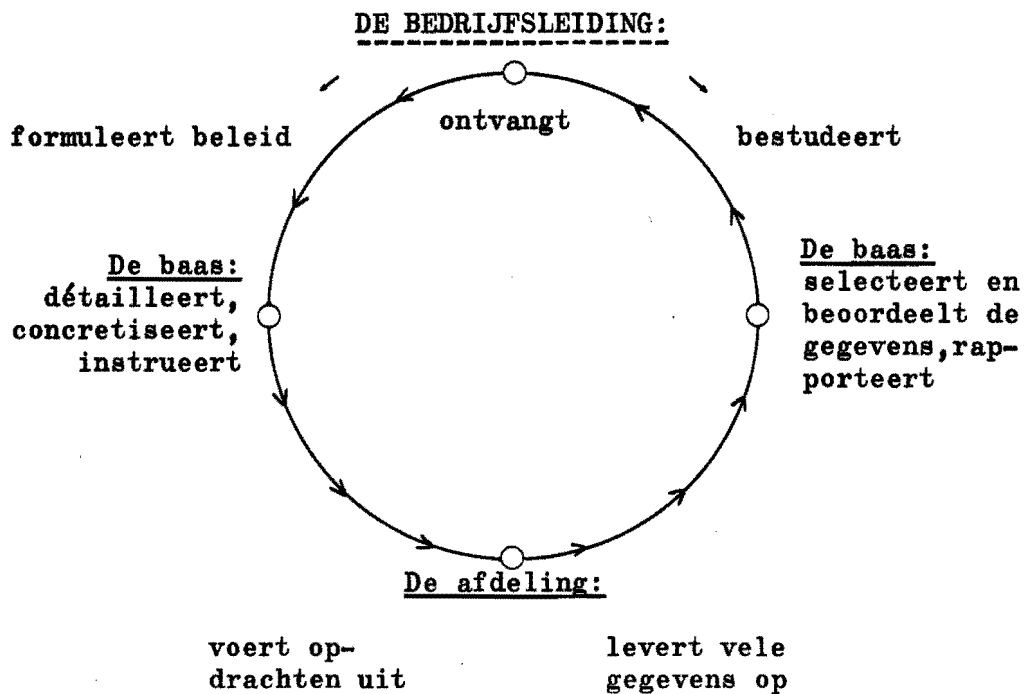 DE BEDRIJFSLEIDING:
ontvangt
formuleert beleid
bestudeert
De baas:
détailleert,
concretiseert,
instrueert
De baas:
selecteert en
beoordeelt de
gegevens,rap-
porteert
De afdeling:
voert op-
drachten uit
levert vele
gegevens op